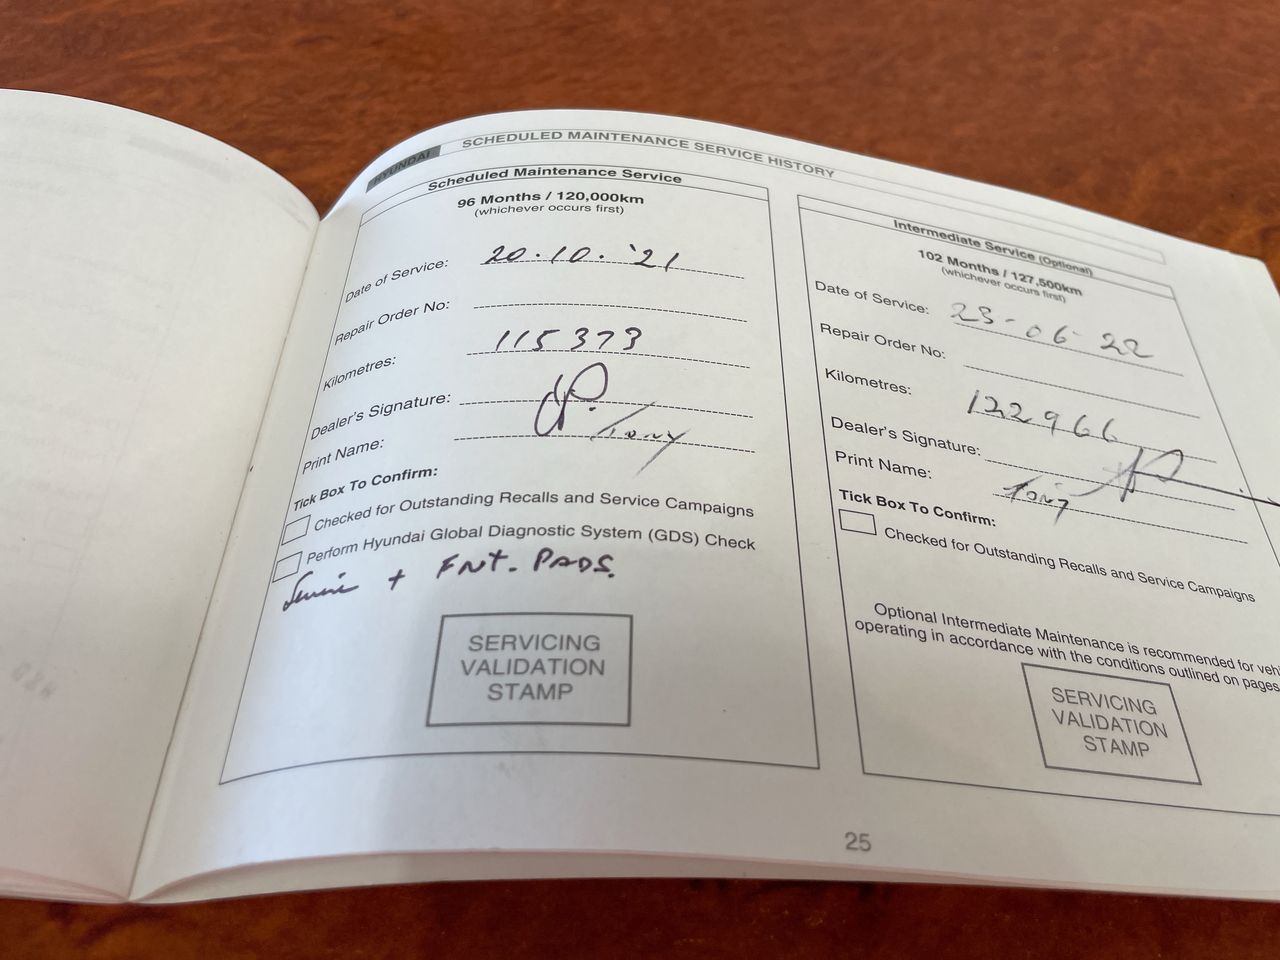 HYUNDAI
SCHEDULED MAINTENANCE SERVICE HISTORY
Scheduled Maintenance Service
96 Months / 120,000km
(whichever occurs first)
Date of Service: 20.10.'21
Repair Order No:
Kilometres: 115373
Dealer's Signature:
Print Name: Tony
Tick Box To Confirm:
Checked for Outstanding Recalls and Service Campaigns
Perform Hyundai Global Diagnostic System (GDS) Check
Service + FNT. PADS.
SERVICING
VALIDATION
STAMP
Intermediate Service (Optional)
102 Months / 127,500km
(whichever occurs first)
Date of Service: 23-06-22
Repair Order No:
Kilometres: 122966
Dealer's Signature:
Print Name: Tony
Tick Box To Confirm:
Checked for Outstanding Recalls and Service Campaigns
Optional Intermediate Maintenance is recommended for vehi
operating in accordance with the conditions outlined on pages
SERVICING
VALIDATION
STAMP
25